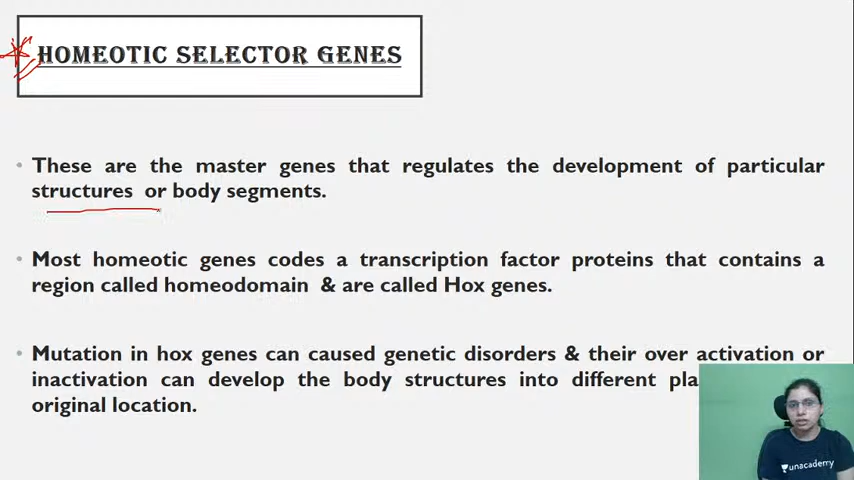 HOMEOTIC SELECTOR GENES
• These are the master genes that regulates the development of particular
structures or body segments.
• Most homeotic genes codes a transcription factor proteins that contains a
region called homeodomain & are called Hox genes.
• Mutation in hox genes can caused genetic disorders & their over activation or
inactivation can develop the body structures into different
original location.
unacademy